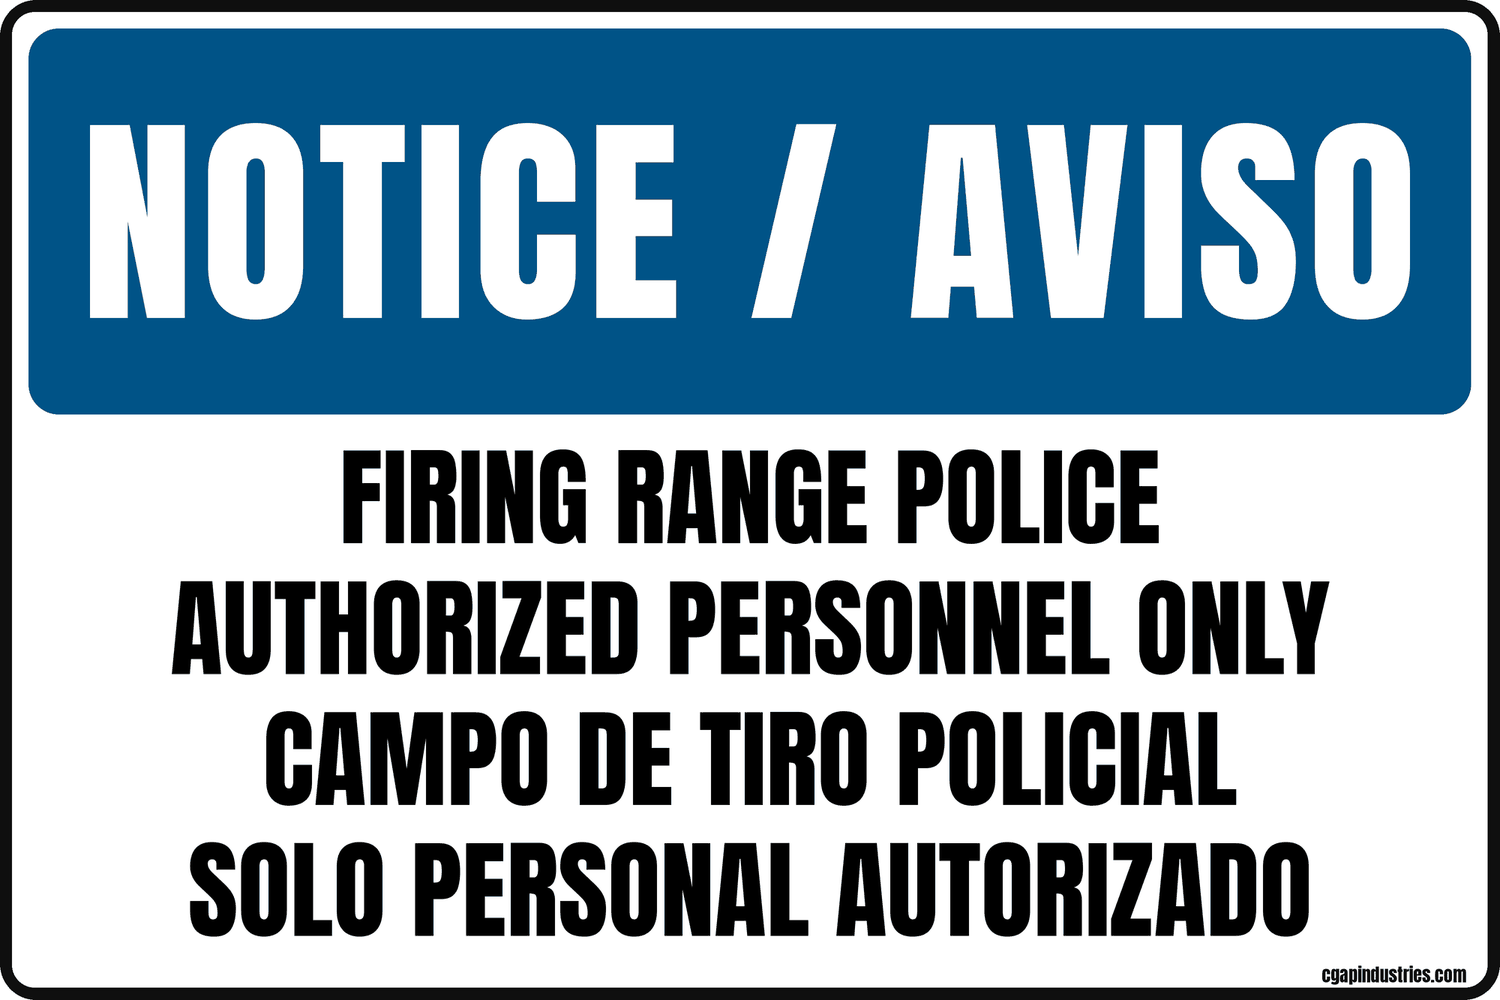 NOTICE / AVISO
FIRING RANGE POLICE
AUTHORIZED PERSONNEL ONLY
CAMPO DE TIRO POLICIAL
SOLO PERSONAL AUTORIZADO
cgapindustries.com